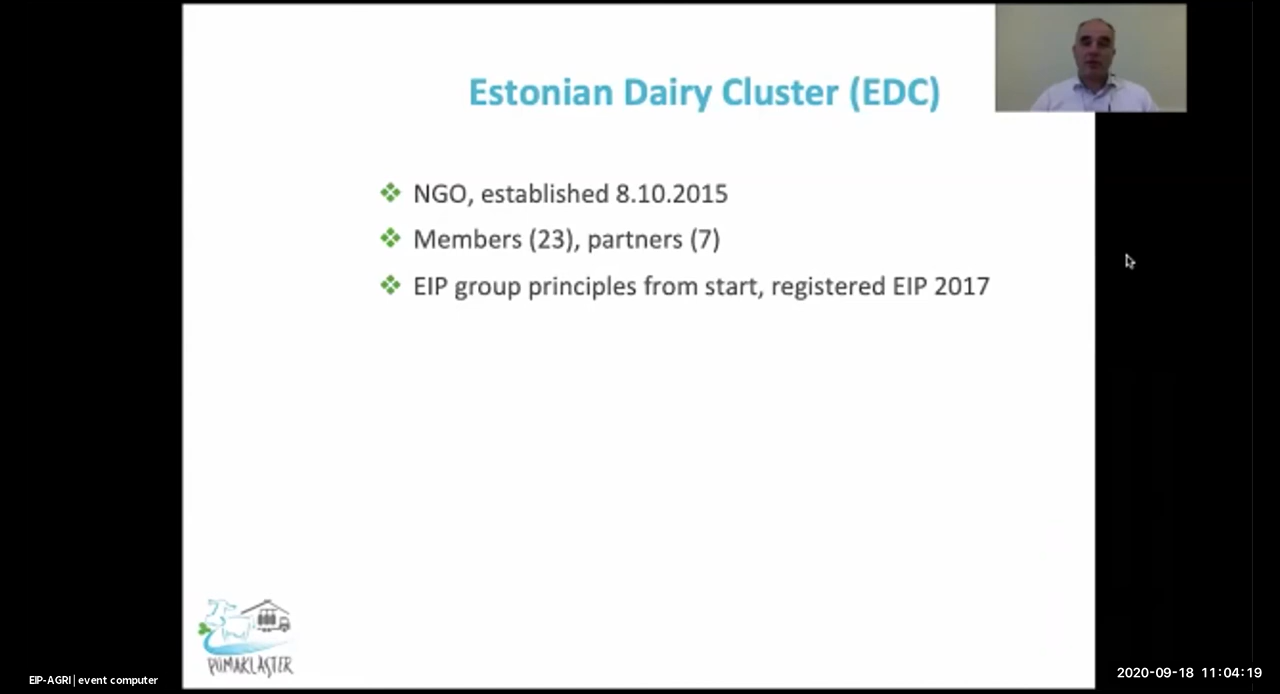 Estonian Dairy Cluster (EDC)
❖ NGO, established 8.10.2015
❖ Members (23), partners (7)
❖ EIP group principles from start, registered EIP 2017
PIIMAKLASTER
EIP-AGRI | event computer
2020-09-18 11:04:19